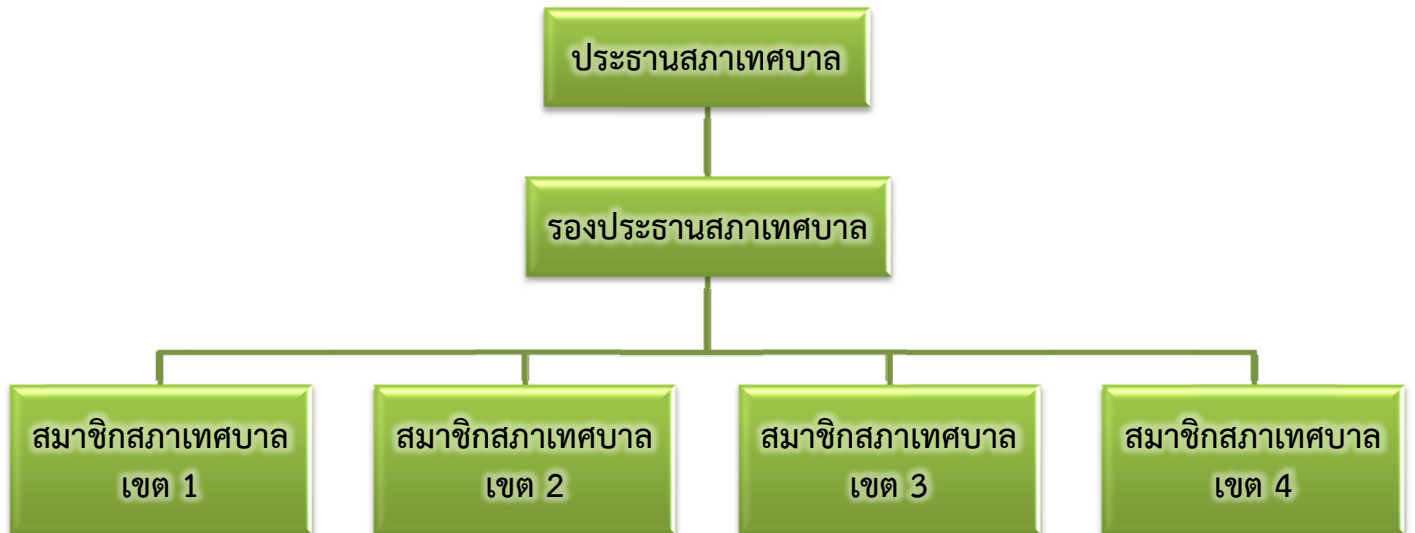 ประธานสภาเทศบาล
รองประธานสภาเทศบาล
สมาชิกสภาเทศบาล
เขต 1
สมาชิกสภาเทศบาล
เขต 2
สมาชิกสภาเทศบาล
เขต 3
สมาชิกสภาเทศบาล
เขต 4